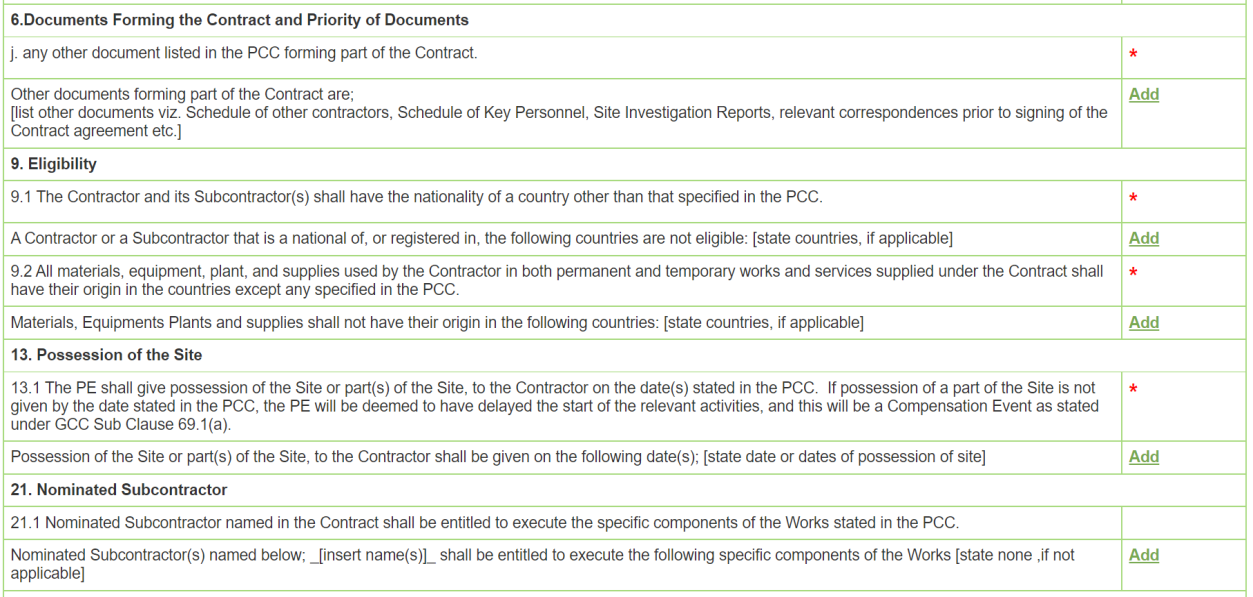 6.Documents Forming the Contract and Priority of Documents
j. any other document listed in the PCC forming part of the Contract.
*
Other documents forming part of the Contract are;
[list other documents viz. Schedule of other contractors, Schedule of Key Personnel, Site Investigation Reports, relevant correspondences prior to signing of the
Contract agreement etc.]
Add
9. Eligibility
9.1 The Contractor and its Subcontractor(s) shall have the nationality of a country other than that specified in the PCC.
*
A Contractor or a Subcontractor that is a national of, or registered in, the following countries are not eligible: [state countries, if applicable]
Add
9.2 All materials, equipment, plant, and supplies used by the Contractor in both permanent and temporary works and services supplied under the Contract shall
have their origin in the countries except any specified in the PCC.
*
Materials, Equipments Plants and supplies shall not have their origin in the following countries: [state countries, if applicable]
Add
13. Possession of the Site
13.1 The PE shall give possession of the Site or part(s) of the Site, to the Contractor on the date(s) stated in the PCC.  If possession of a part of the Site is not
given by the date stated in the PCC, the PE will be deemed to have delayed the start of the relevant activities, and this will be a Compensation Event as stated
under GCC Sub Clause 69.1(a).
*
Possession of the Site or part(s) of the Site, to the Contractor shall be given on the following date(s); [state date or dates of possession of site]
Add
21. Nominated Subcontractor
21.1 Nominated Subcontractor named in the Contract shall be entitled to execute the specific components of the Works stated in the PCC.
Nominated Subcontractor(s) named below; _[insert name(s)]_ shall be entitled to execute the following specific components of the Works [state none ,if not
applicable]
Add